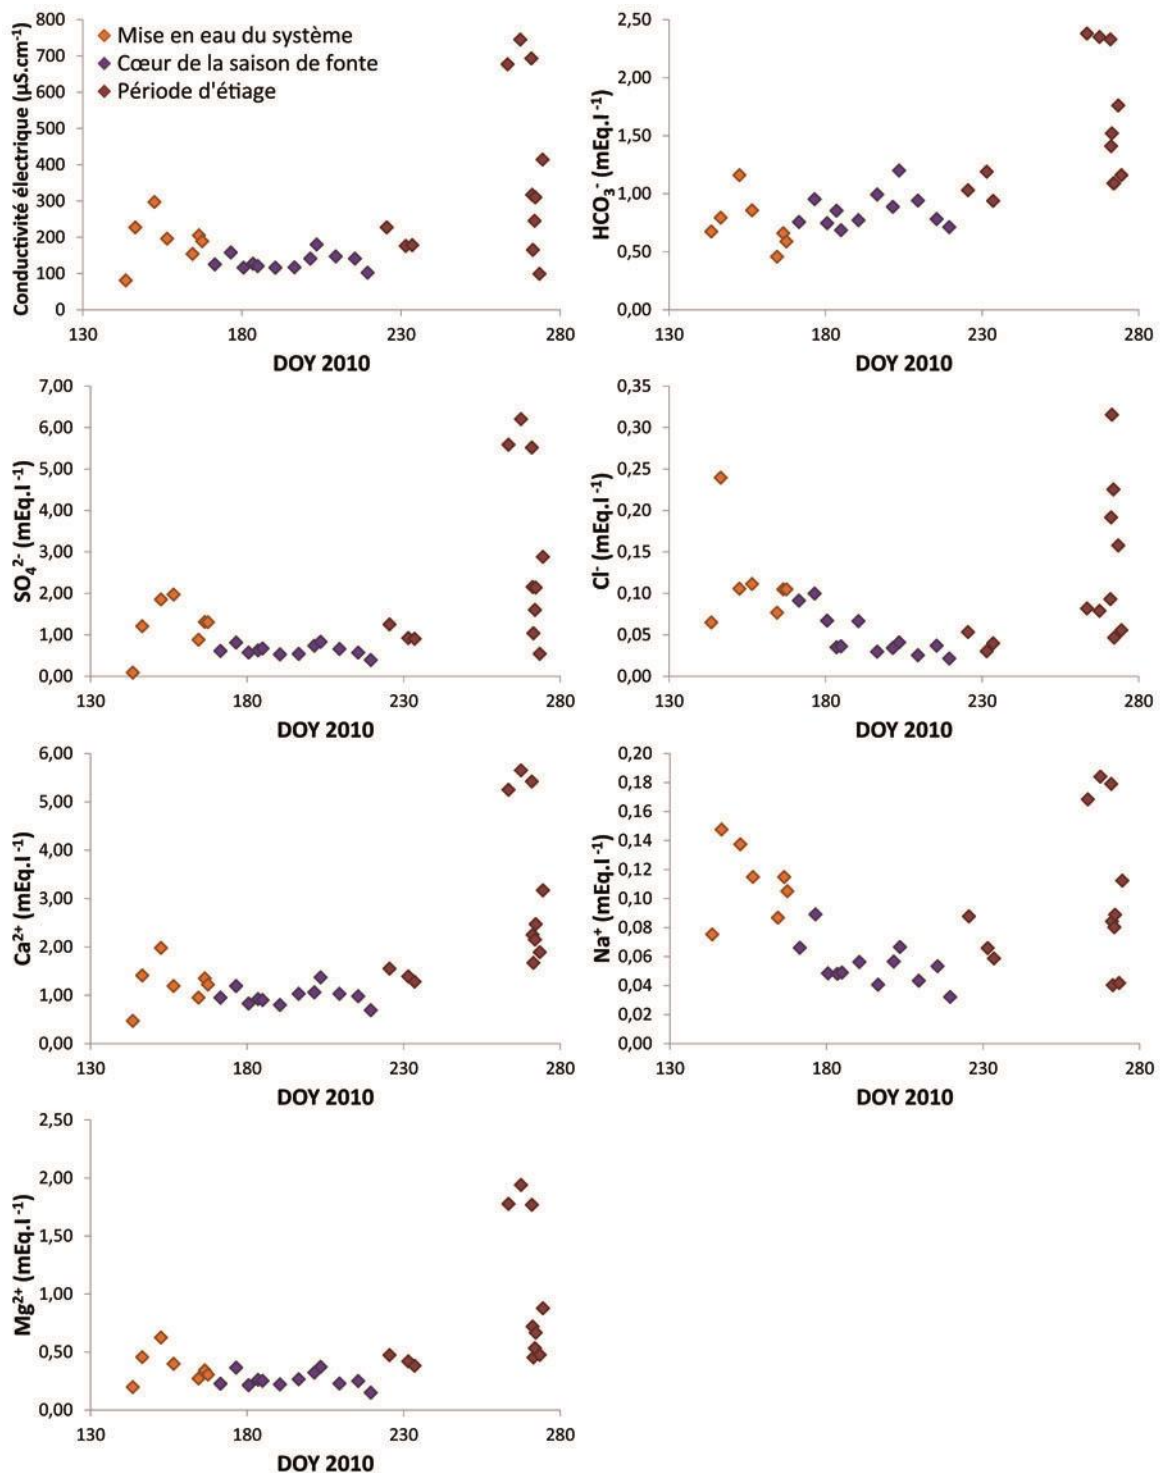 Conductivité électrique (µS.cm⁻¹)
800
700
600
500
400
300
200
100
0
Mise en eau du système
Cœur de la saison de fonte
Période d'étiage
130 180 230 280
DOY 2010
HCO₃⁻ (mEq.l⁻¹)
2,50
2,00
1,50
1,00
0,50
0,00
130 180 230 280
DOY 2010
SO₄²⁻ (mEq.l⁻¹)
7,00
6,00
5,00
4,00
3,00
2,00
1,00
0,00
130 180 230 280
DOY 2010
Cl⁻ (mEq.l⁻¹)
0,35
0,30
0,25
0,20
0,15
0,10
0,05
0,00
130 180 230 280
DOY 2010
Ca²⁺ (mEq.l⁻¹)
6,00
5,00
4,00
3,00
2,00
1,00
0,00
130 180 230 280
DOY 2010
Na⁺ (mEq.l⁻¹)
0,20
0,18
0,16
0,14
0,12
0,10
0,08
0,06
0,04
0,02
0,00
130 180 230 280
DOY 2010
Mg²⁺ (mEq.l⁻¹)
2,50
2,00
1,50
1,00
0,50
0,00
130 180 230 280
DOY 2010